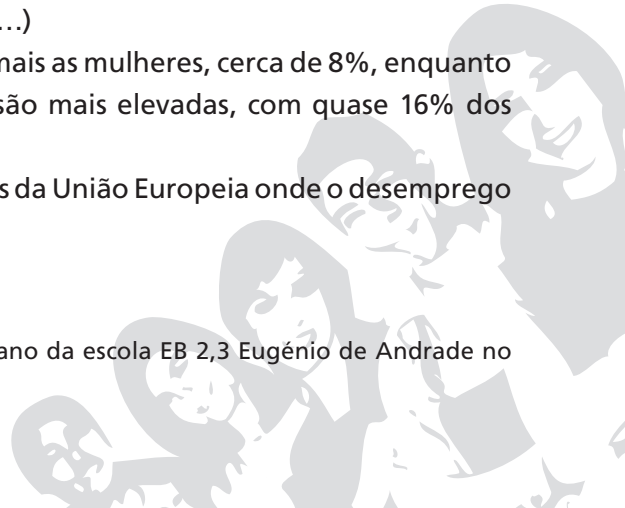 …)
mais as mulheres, cerca de 8%, enquanto
são mais elevadas, com quase 16% dos
s da União Europeia onde o desemprego
ano da escola EB 2,3 Eugénio de Andrade no